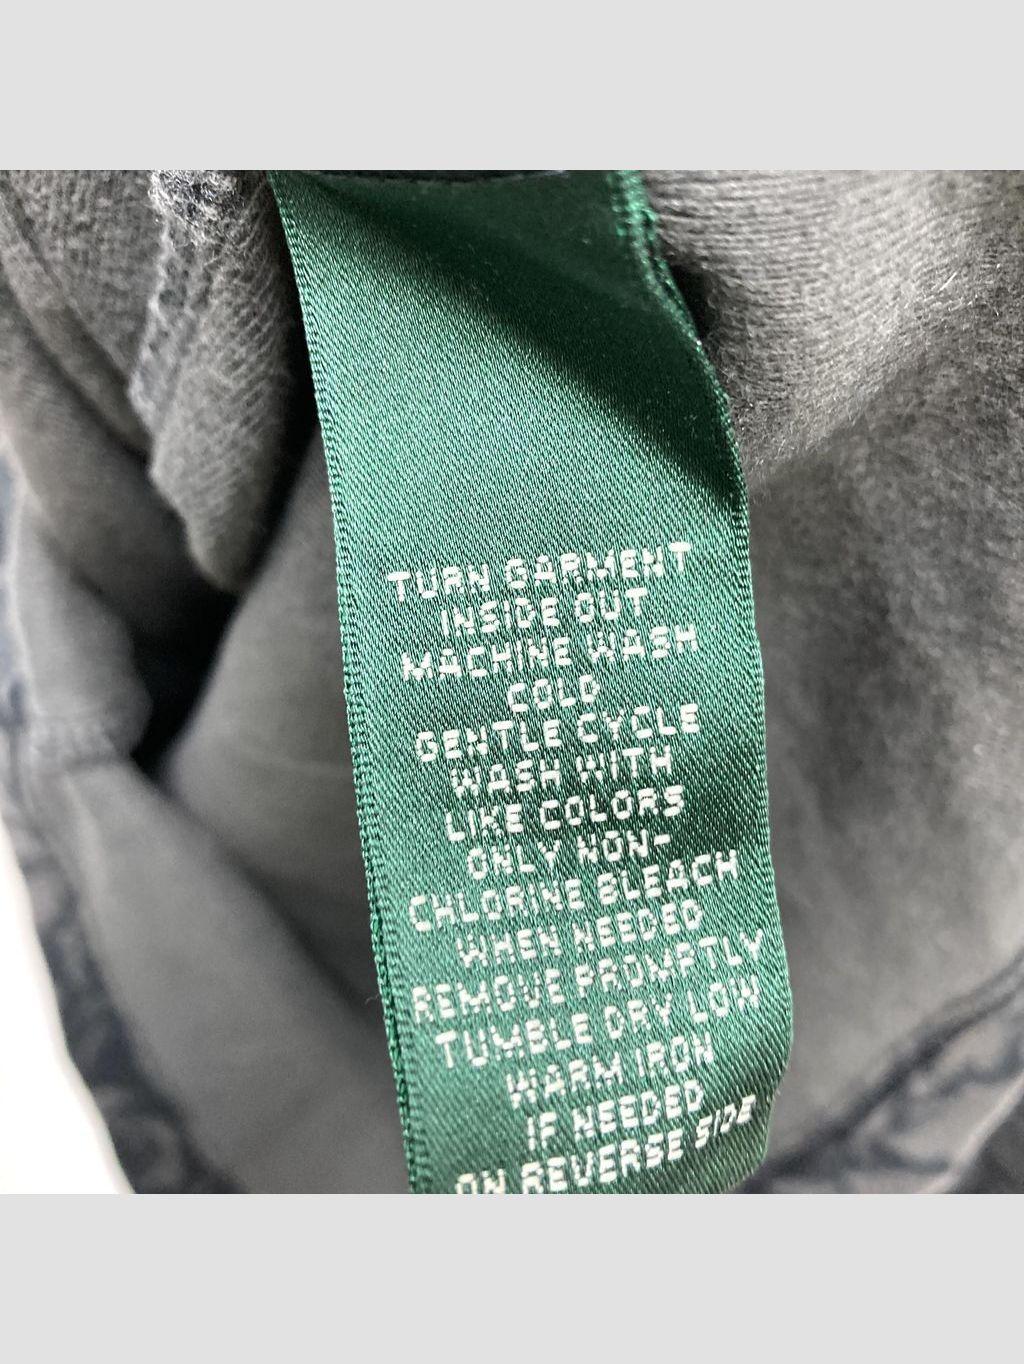 TURN GARMENT
INSIDE OUT
MACHINE WASH
COLD
GENTLE CYCLE
WASH WITH
LIKE COLORS
ONLY NON-
CHLORINE BLEACH
WHEN NEEDED
REMOVE PROMPTLY
TUMBLE DRY LOW
WARM IRON
IF NEEDED
ON REVERSE SIDE